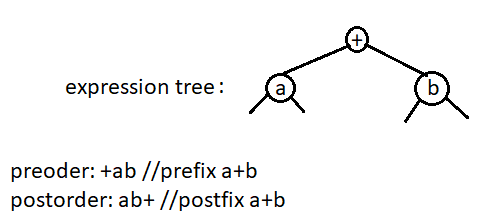 +
expression tree: a b
preoder: +ab //prefix a+b
postorder: ab+ //postfix a+b